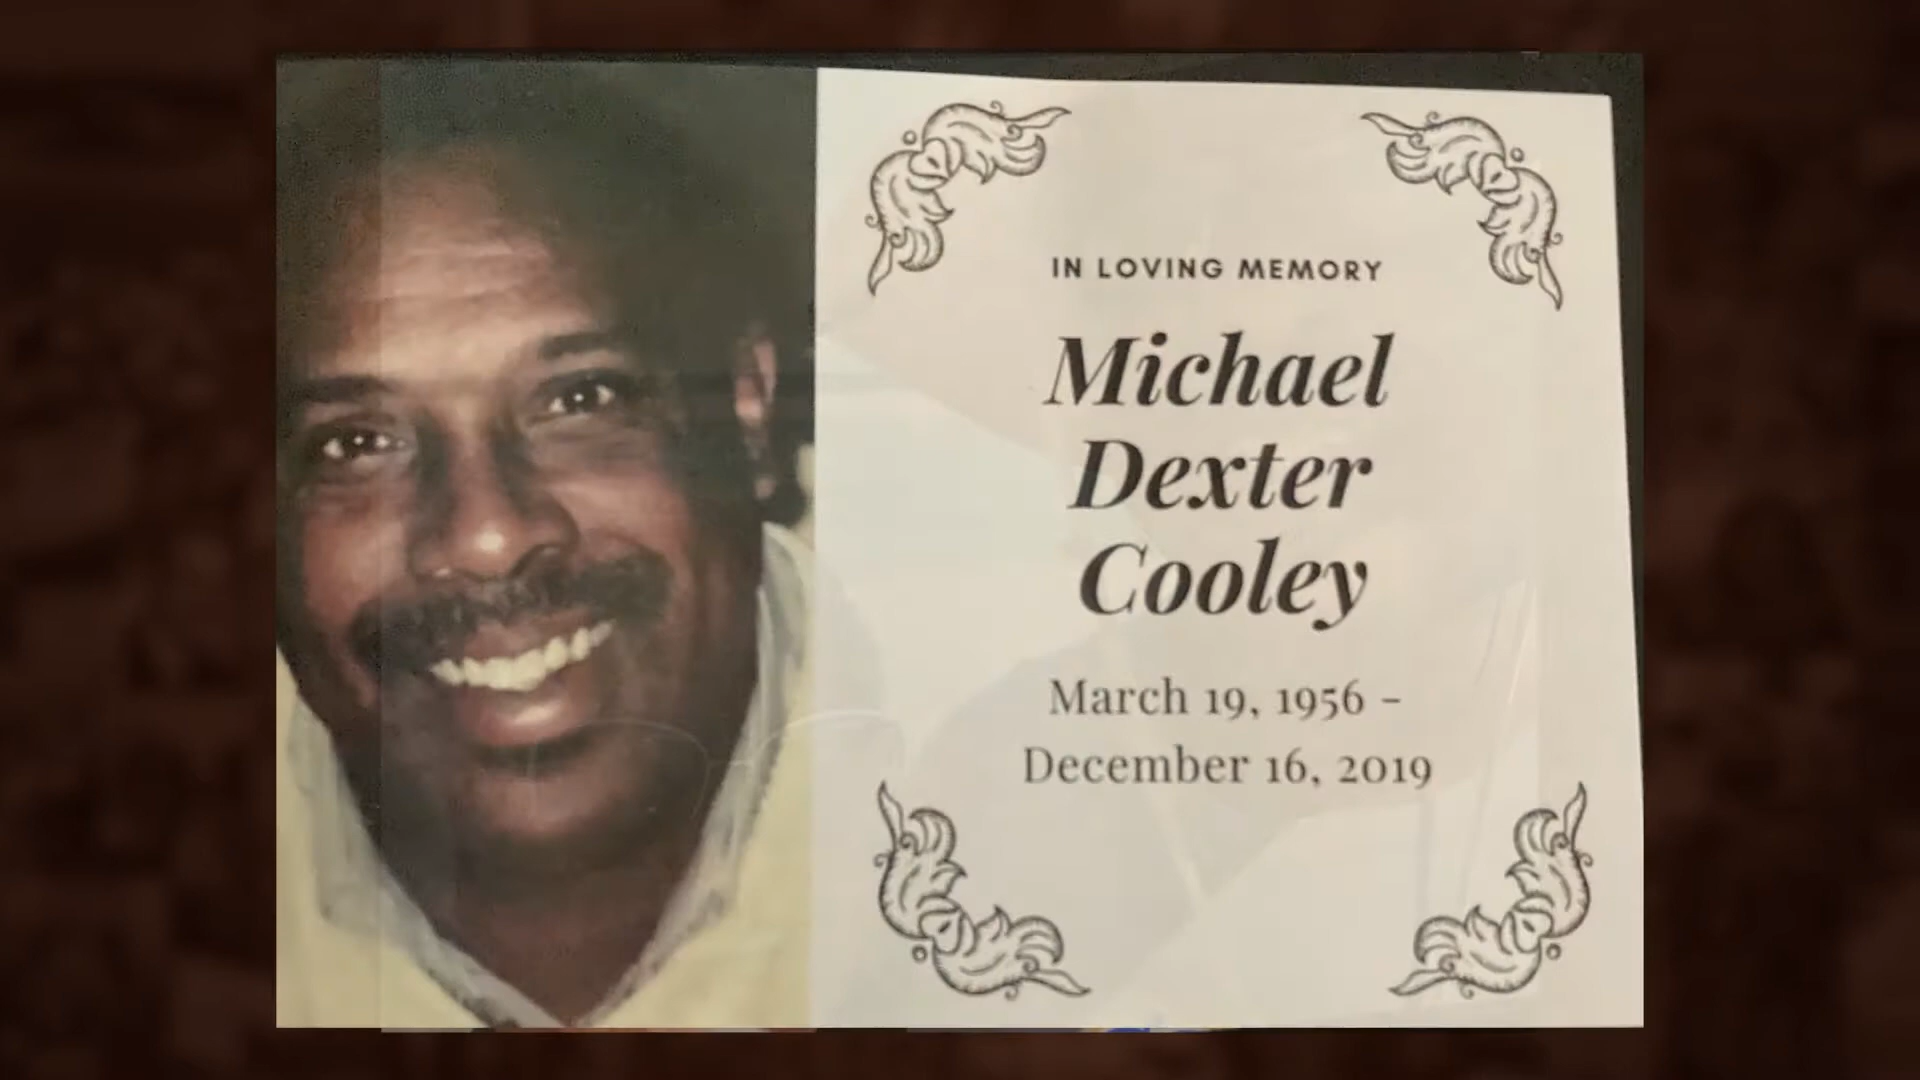 IN LOVING MEMORY
Michael
Dexter
Cooley
March 19, 1956 –
December 16, 2019